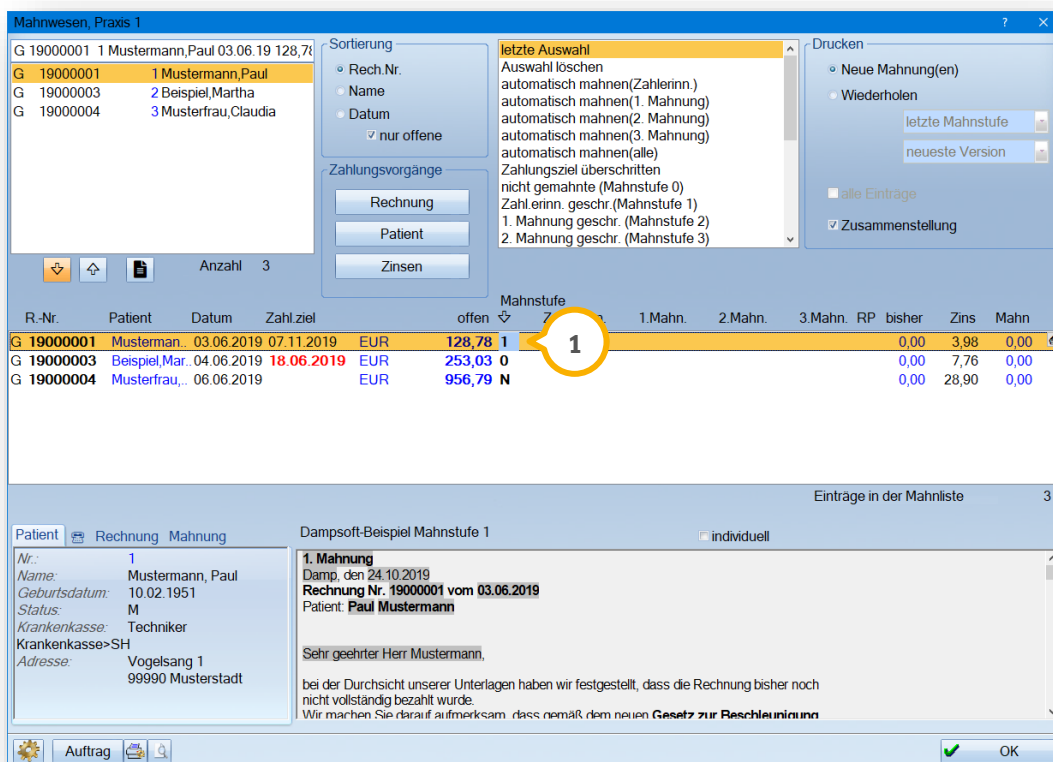 Mahnwesen, Praxis 1
G 19000001 1 Mustermann,Paul 03.06.19 128,78
G 19000001 1 Mustermann,Paul
G 19000003 2 Beispiel,Martha
G 19000004 3 Musterfrau,Claudia
Anzahl 3
Sortierung
Rech.Nr.
Name
Datum
nur offene
Zahlungsvorgänge
Rechnung
Patient
Zinsen
letzte Auswahl
Auswahl löschen
automatisch mahnen(Zahlerinn.)
automatisch mahnen(1. Mahnung)
automatisch mahnen(2. Mahnung)
automatisch mahnen(3. Mahnung)
automatisch mahnen(alle)
Zahlungsziel überschritten
nicht gemahnte (Mahnstufe 0)
Zahl.erinn. geschr.(Mahnstufe 1)
1. Mahnung geschr. (Mahnstufe 2)
2. Mahnung geschr. (Mahnstufe 3)
Drucken
Neue Mahnung(en)
Wiederholen
letzte Mahnstufe
neueste Version
alle Einträge
Zusammenstellung
Mahnstufe
R.-Nr. Patient Datum Zahl.ziel offen 1.Mahn. 2.Mahn. 3.Mahn. RP bisher Zins Mahn
G 19000001 Musterman.. 03.06.2019 07.11.2019 EUR 128,78 1 0,00 3,98 0,00
1
G 19000003 Beispiel,Mar.. 04.06.2019 18.06.2019 EUR 253,03 0 0,00 7,76 0,00
G 19000004 Musterfrau,.. 06.06.2019 EUR 956,79 N 0,00 28,90 0,00
Einträge in der Mahnliste 3
Patient Rechnung Mahnung
Nr.: 1
Name: Mustermann, Paul
Geburtsdatum: 10.02.1951
Status: M
Krankenkasse: Techniker
Krankenkasse>SH
Adresse: Vogelsang 1
99990 Musterstadt
Dampsoft-Beispiel Mahnstufe 1 individuell
1. Mahnung
Damp, den 24.10.2019
Rechnung Nr. 19000001 vom 03.06.2019
Patient: Paul Mustermann
Sehr geehrter Herr Mustermann,
bei der Durchsicht unserer Unterlagen haben wir festgestellt, dass die Rechnung bisher noch
nicht vollständig bezahlt wurde.
Wir machen Sie darauf aufmerksam, dass gemäß dem neuen Gesetz zur Beschleunigung
Auftrag OK